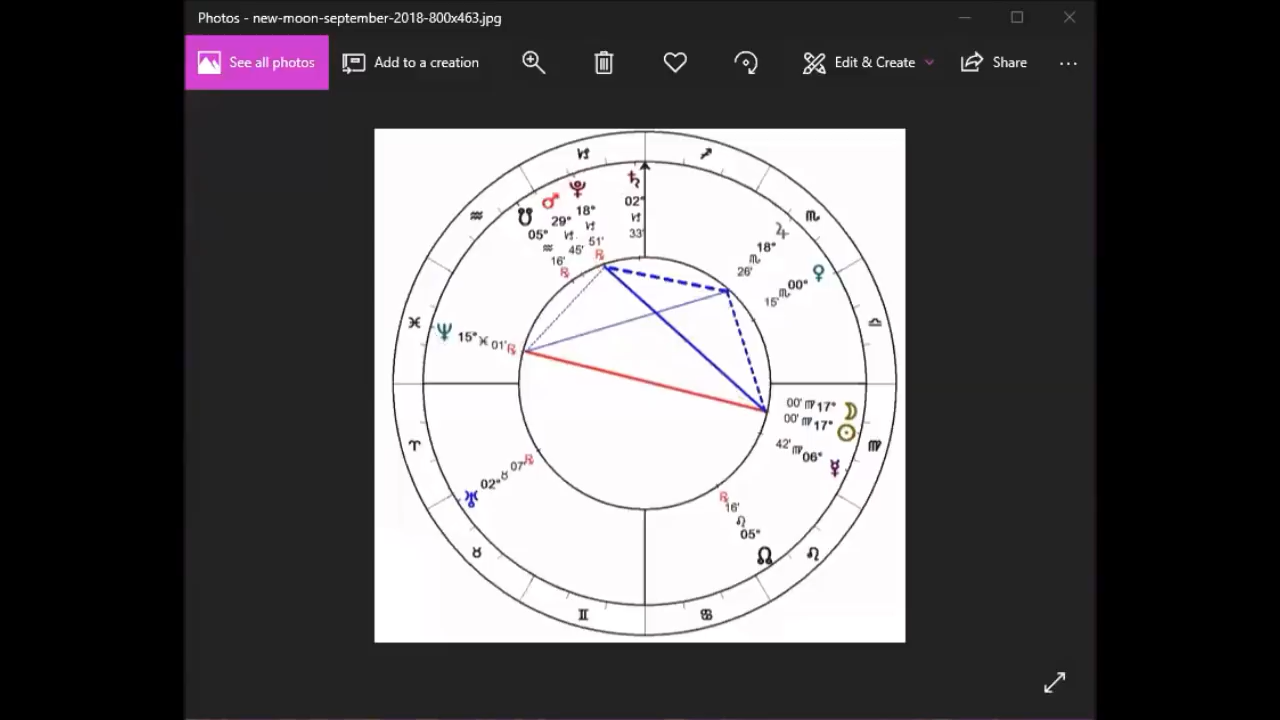 Photos - new-moon-september-2018-800x463.jpg
See all photos
Add to a creation
Edit & Create
Share
♑ ♐
♒ ♏
♓ ♎
♈ ♍
♉ ♌
♊ ♋
♄ 02° ♑ 33'
♇ 18° ♑ 51' ℞
♂ 29° ♑ 45'
☋ 05° ♒ 16' ℞
♃ 18° ♏ 26'
♀ 00° ♏ 15'
♆ 15° ♓ 01' ℞
00' ♍ 17° ☽
00' ♍ 17° ☉
42' ♍ 06° ☿
♅ 02° ♉ 07' ℞
℞ 16' ♌ 05° ☊